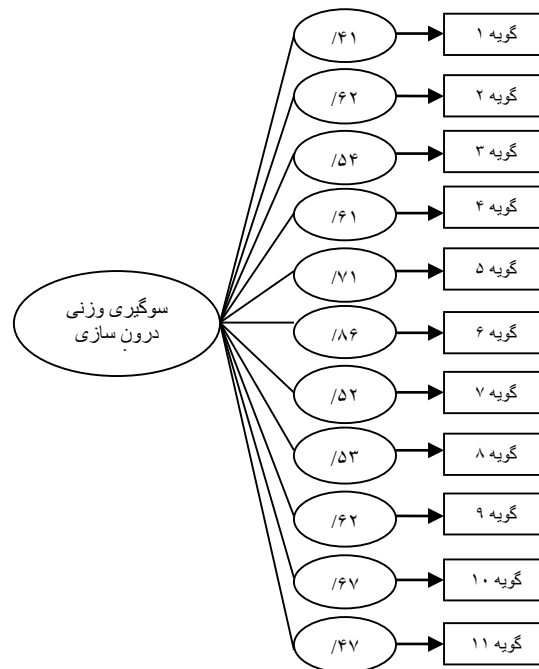 /۴۱
گویه ۱
/۶۲
گویه ۲
/۵۴
گویه ۳
/۶۱
گویه ۴
/۷۱
گویه ۵
سوگیری وزنی
درون سازی
/۸۶
گویه ۶
/۵۲
گویه ۷
/۵۳
گویه ۸
/۶۲
گویه ۹
/۶۷
گویه ۱۰
/۴۷
گویه ۱۱